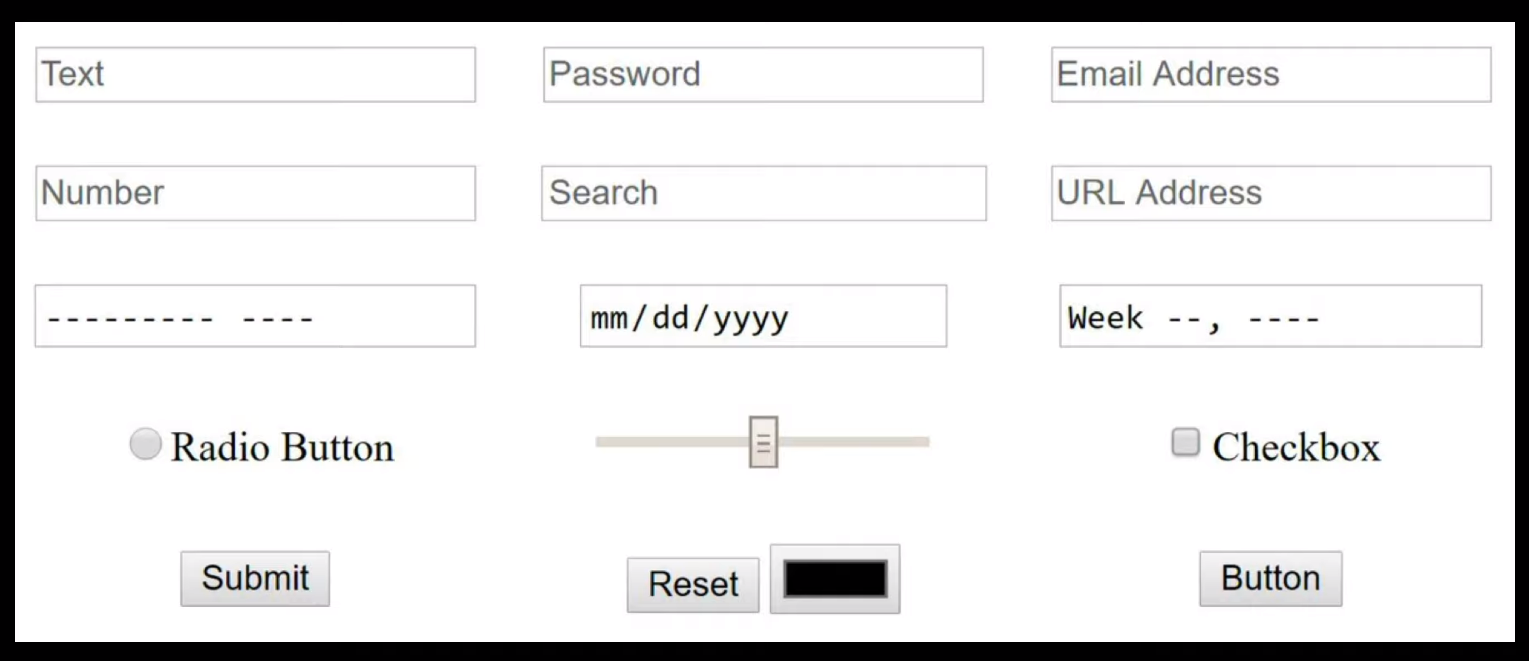 Text Password Email Address
Number Search URL Address
--------- ---- mm/dd/yyyy Week --, ----
Radio Button Checkbox
Submit Reset Button